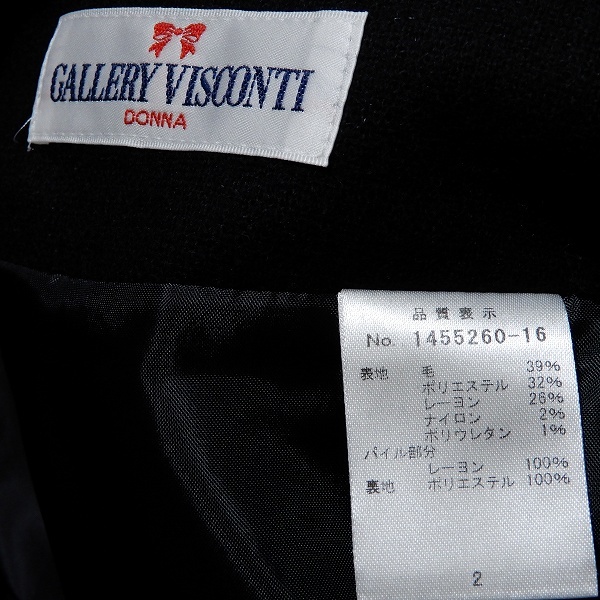 GALLERY VISCONTI
DONNA
品質表示
No. 1455260-16
表地 毛 39%
ポリエステル 32%
レーヨン 26%
ナイロン 2%
ポリウレタン 1%
パイル部分
レーヨン 100%
裏地 ポリエステル 100%
2